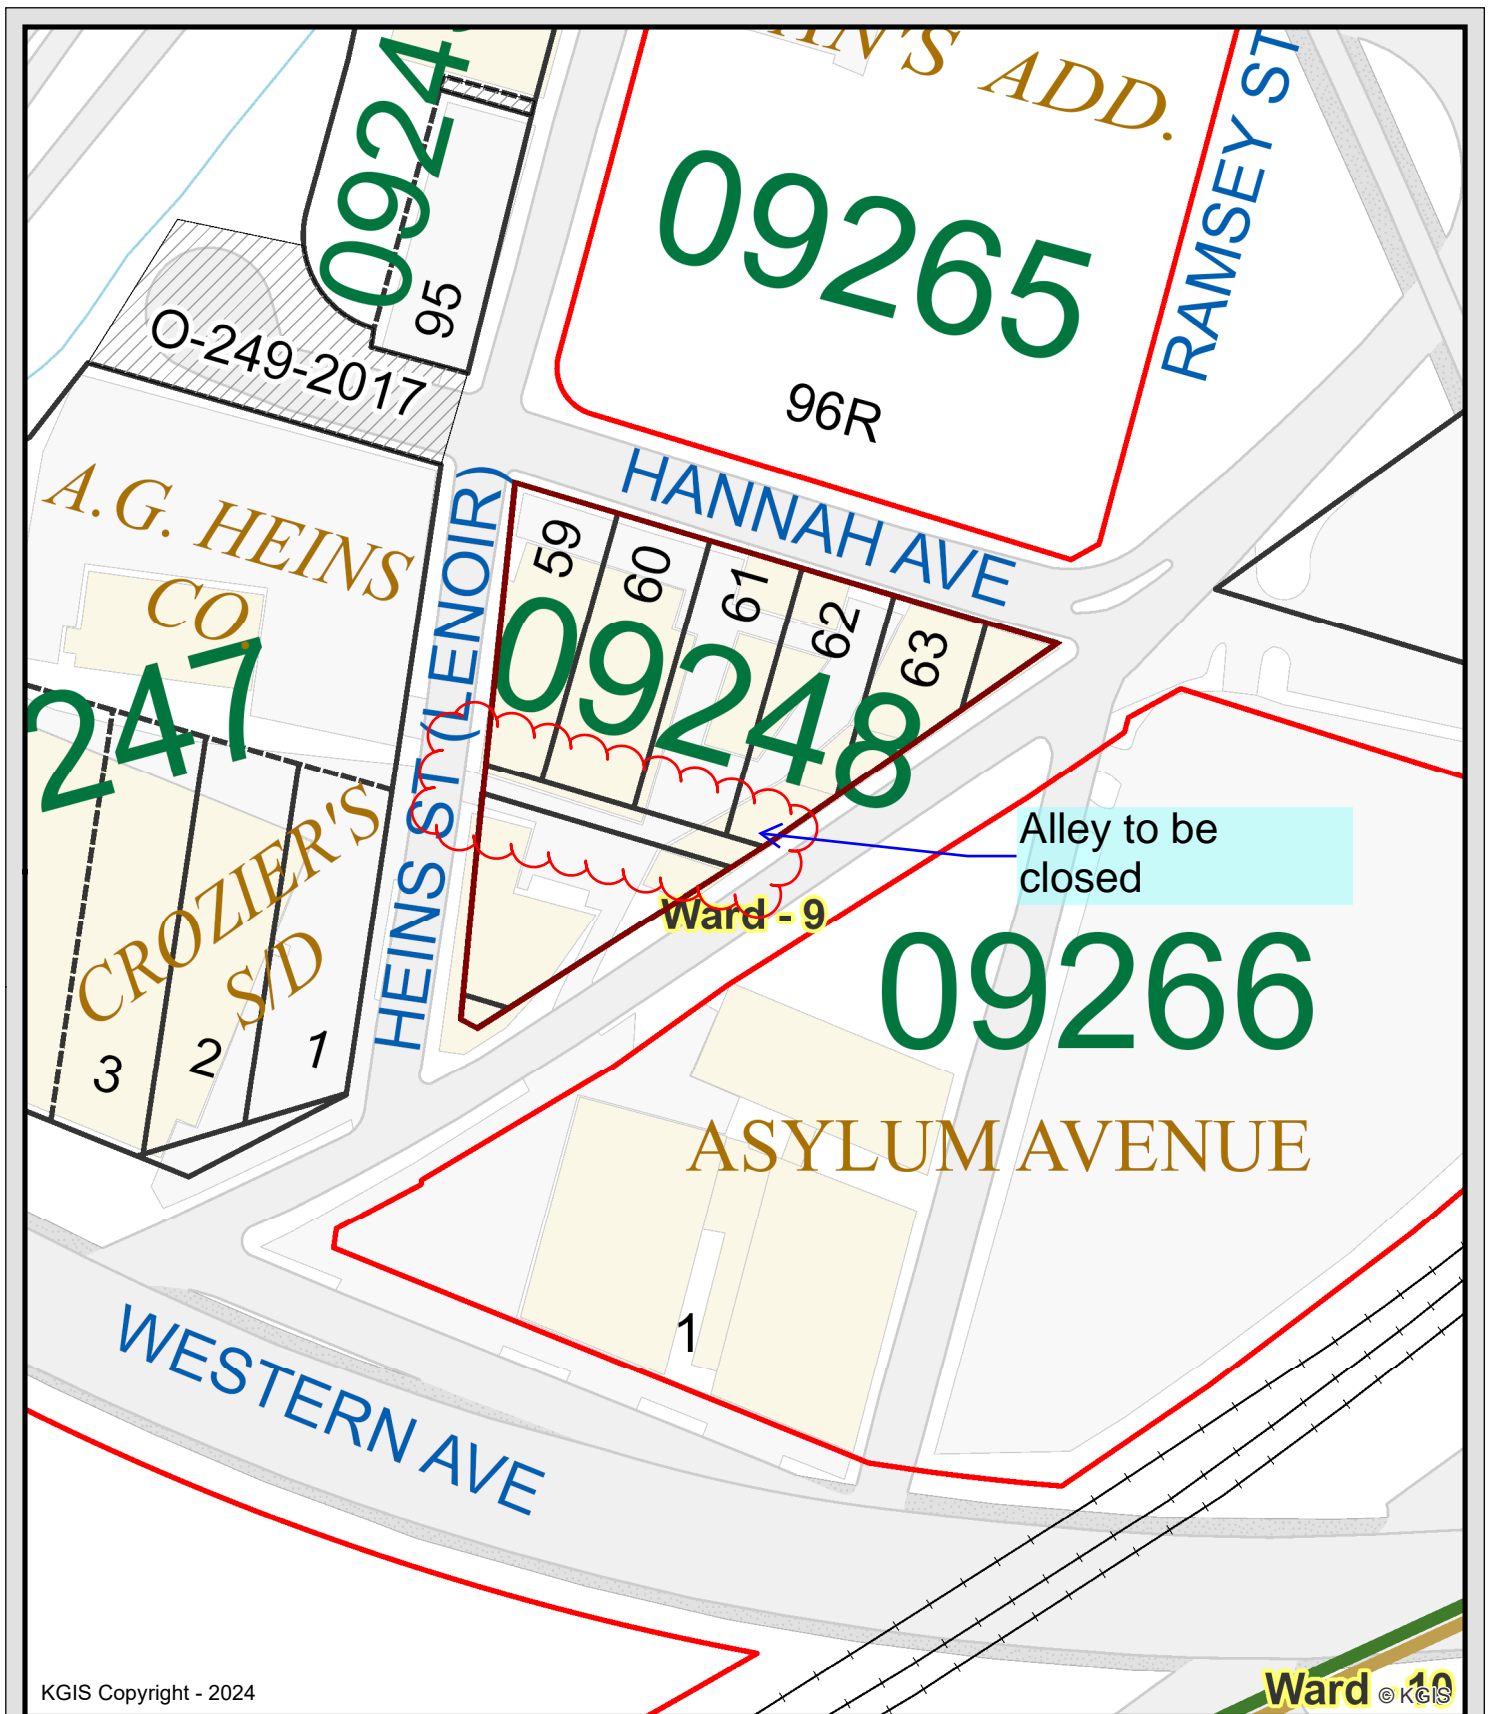 N'S ADD.
RAMSEY ST
0924
09265
95
O-249-2017
96R
HANNAH AVE
A.G. HEINS
CO.
HEINS ST (LENOIR)
59
60
61
62
63
09248
247
CROZIER'S
S/D
3
2
1
Alley to be
closed
Ward - 9
09266
ASYLUM AVENUE
1
WESTERN AVE
KGIS Copyright - 2024
Ward - 10
© KGIS